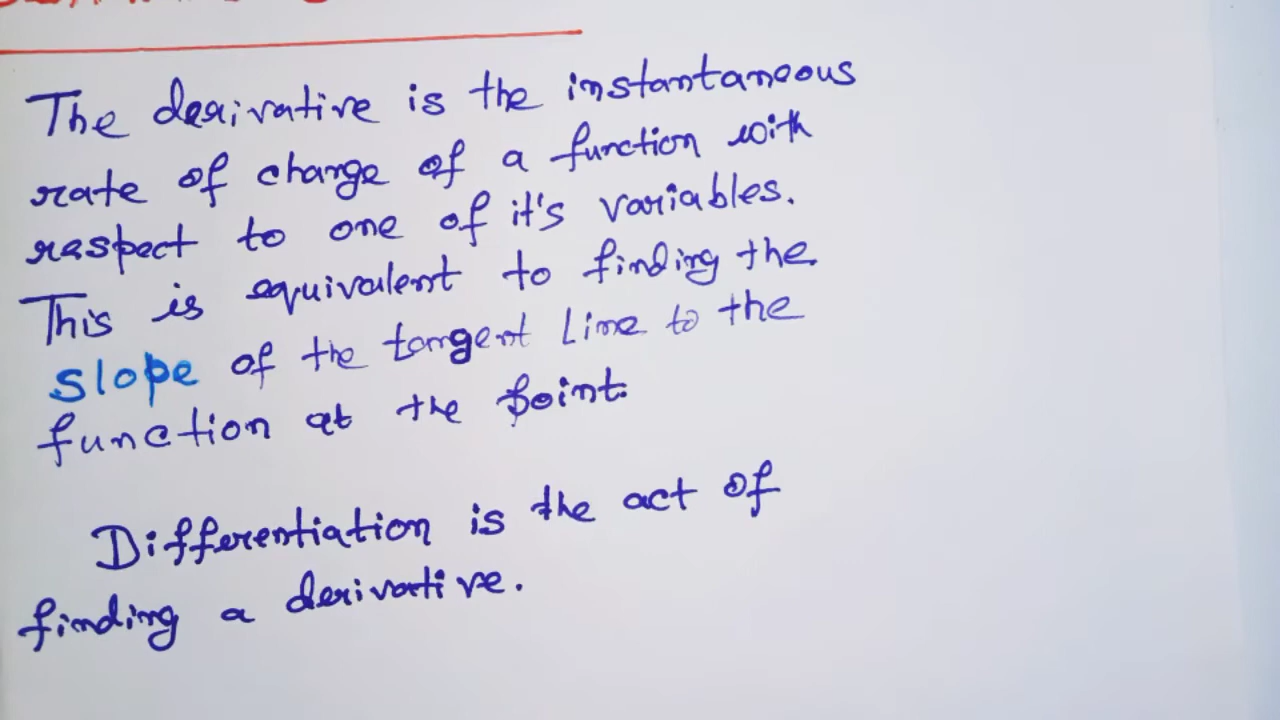 The derivative is the instantaneous
rate of change of a function with
respect to one of it's variables.
This is equivalent to finding the
slope of the tangent line to the
function at the point.
Differentiation is the act of
finding a derivative.